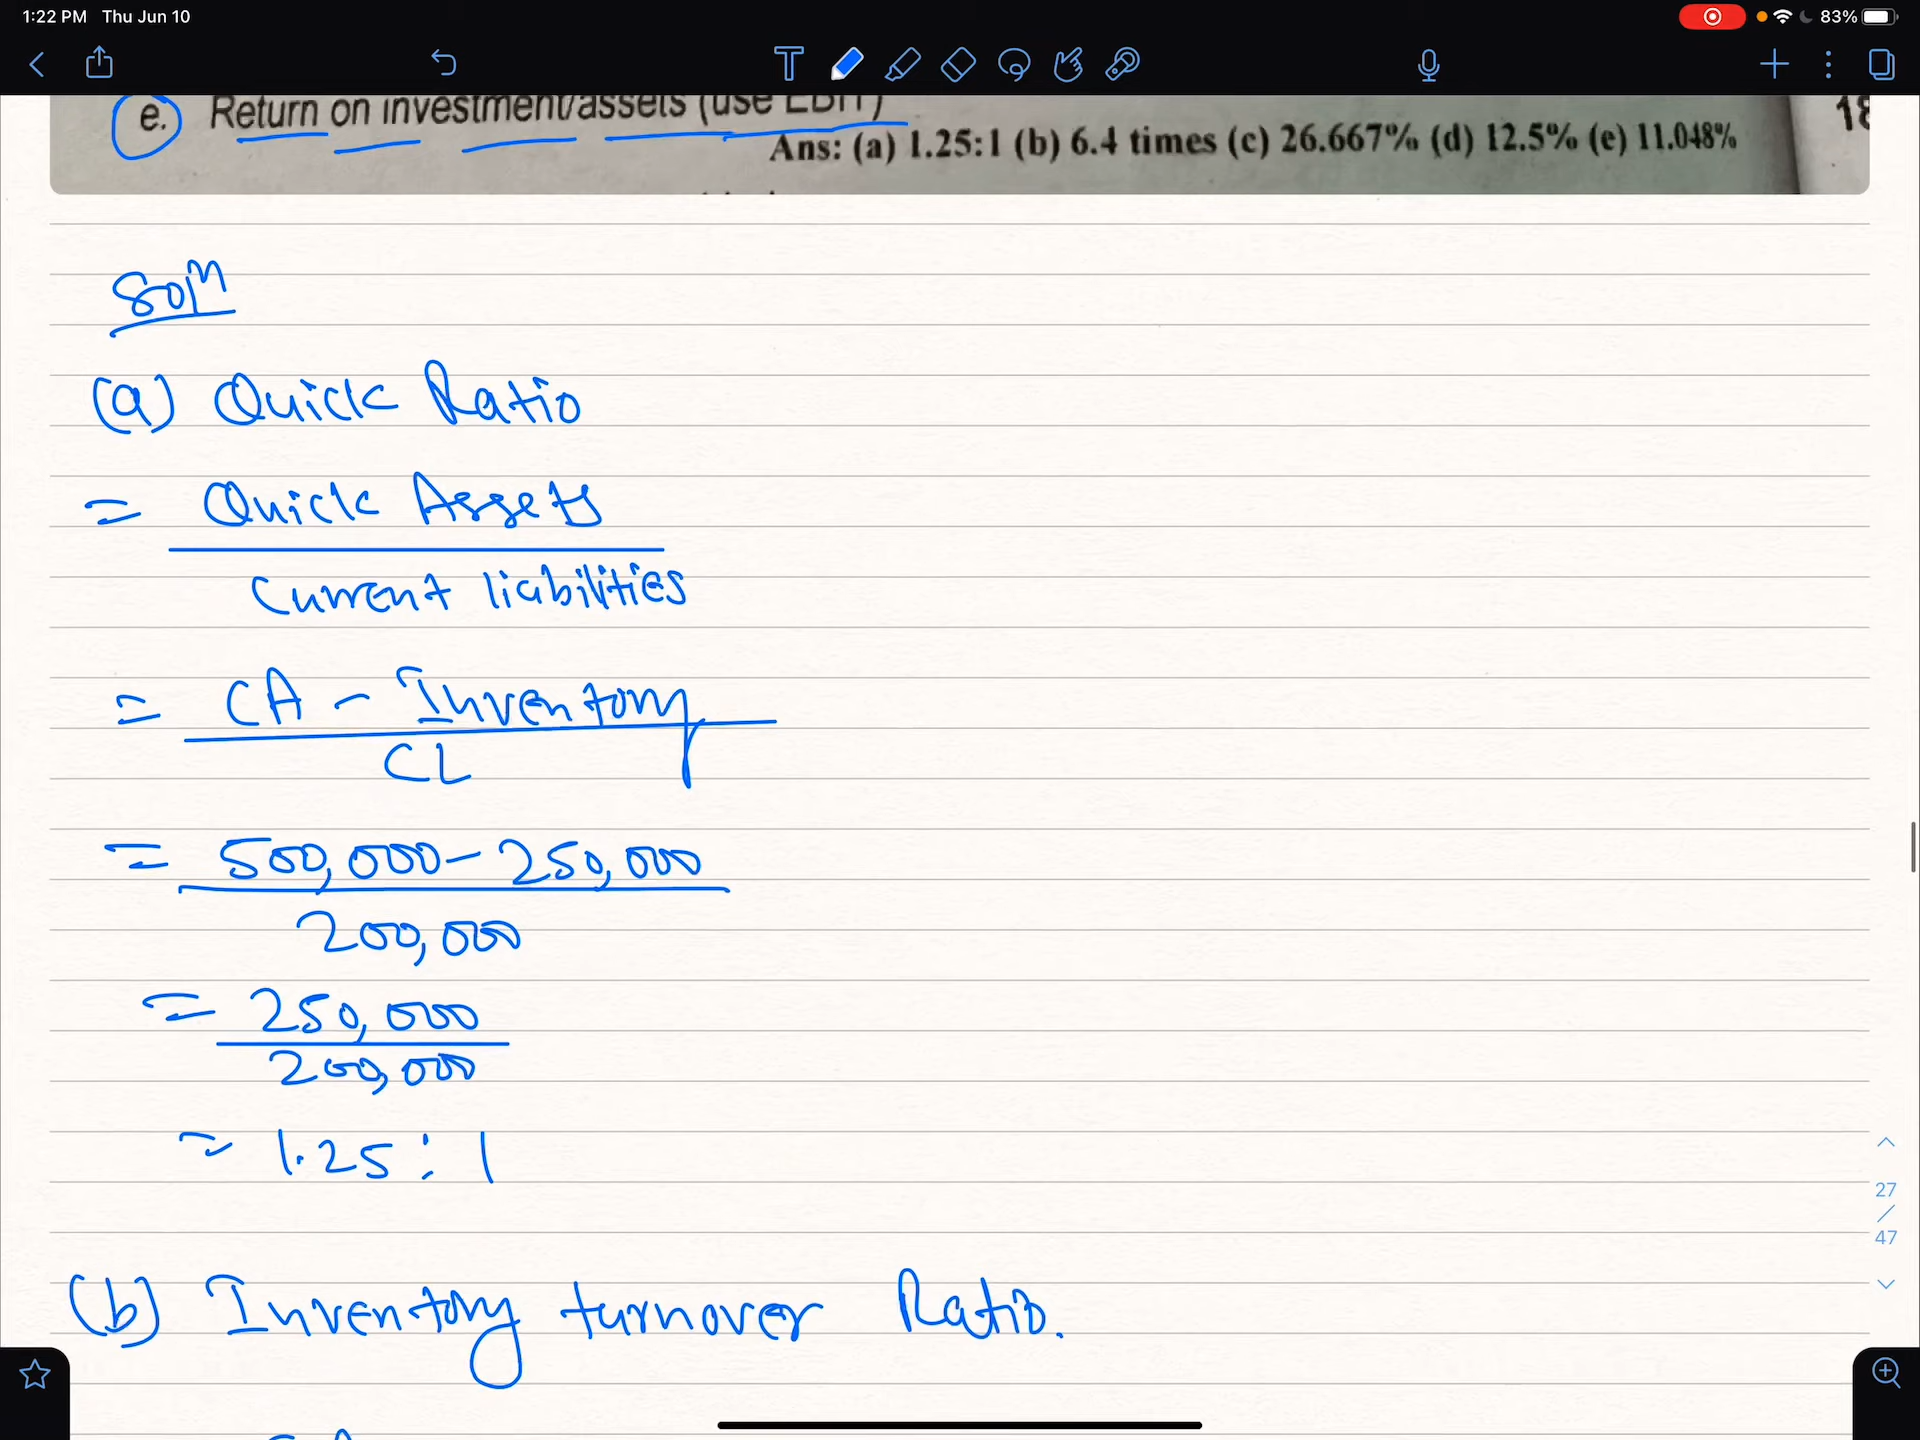 1:22 PM Thu Jun 10
83%
T
e. Return on investment/assets (use EBIT)
18
Ans: (a) 1.25:1 (b) 6.4 times (c) 26.667% (d) 12.5% (e) 11.048%
Solⁿ
(a) Quick Ratio
= Quick Assets
Current liabilities
= CA - Inventory
CL
= 500,000 - 250,000
200,000
= 250,000
200,000
= 1.25 : 1
27
/
47
(b) Inventory turnover Ratio.